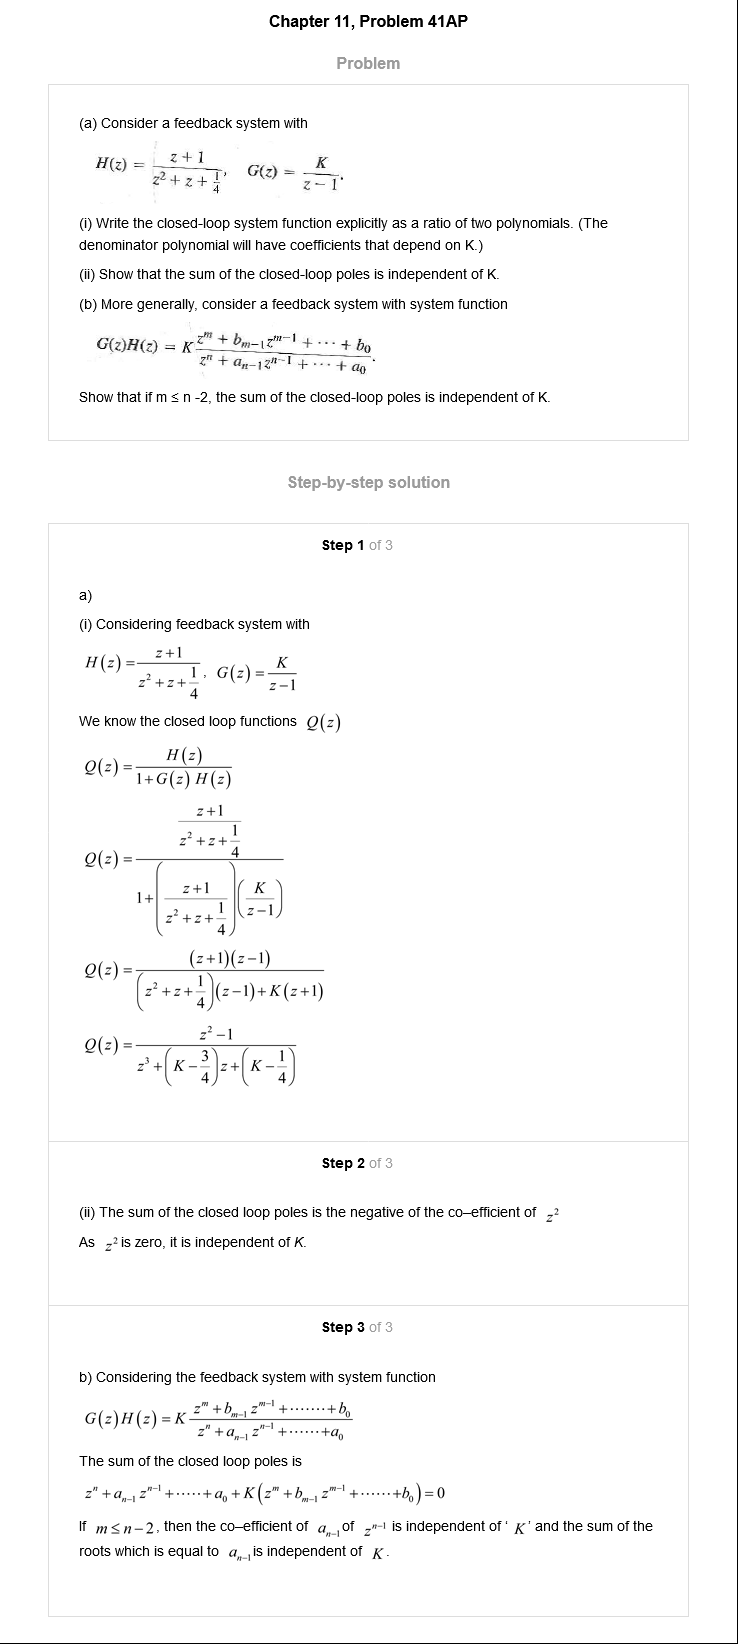 Chapter 11, Problem 41AP
Problem
(a) Consider a feedback system with
H(z) = \frac{z + 1}{z^2 + z + \frac{1}{4}}, G(z) = \frac{K}{z - 1}.
(i) Write the closed-loop system function explicitly as a ratio of two polynomials. (The
denominator polynomial will have coefficients that depend on K.)
(ii) Show that the sum of the closed-loop poles is independent of K.
(b) More generally, consider a feedback system with system function
G(z)H(z) = K\frac{z^m + b_{m-1}z^{m-1} + ··· + b_0}{z^n + a_{n-1}z^{n-1} + ··· + a_0}.
Show that if m ≤ n -2, the sum of the closed-loop poles is independent of K.
Step-by-step solution
Step 1 of 3
a)
(i) Considering feedback system with
H(z)=\frac{z+1}{z^2+z+\frac{1}{4}}, G(z)=\frac{K}{z-1}
We know the closed loop functions Q(z)
Q(z)=\frac{H(z)}{1+G(z) H(z)}
Q(z)=\frac{\frac{z+1}{z^2+z+\frac{1}{4}}}{1+\left(\frac{z+1}{z^2+z+\frac{1}{4}}\right)\left(\frac{K}{z-1}\right)}
Q(z)=\frac{(z+1)(z-1)}{\left(z^2+z+\frac{1}{4}\right)(z-1)+K(z+1)}
Q(z)=\frac{z^2-1}{z^3+\left(K-\frac{3}{4}\right)z+\left(K-\frac{1}{4}\right)}
Step 2 of 3
(ii) The sum of the closed loop poles is the negative of the co–efficient of z^2
As z^2 is zero, it is independent of K.
Step 3 of 3
b) Considering the feedback system with system function
G(z)H(z)=K\frac{z^m+b_{m-1}z^{m-1}+········+b_0}{z^n+a_{n-1}z^{n-1}+······+a_0}
The sum of the closed loop poles is
z^n+a_{n-1}z^{n-1}+·····+a_0+K(z^m+b_{m-1}z^{m-1}+······+b_0)=0
If m≤n−2, then the co–efficient of a_{n-1} of z^{n-1} is independent of ' K ' and the sum of the
roots which is equal to a_{n-1} is independent of K.